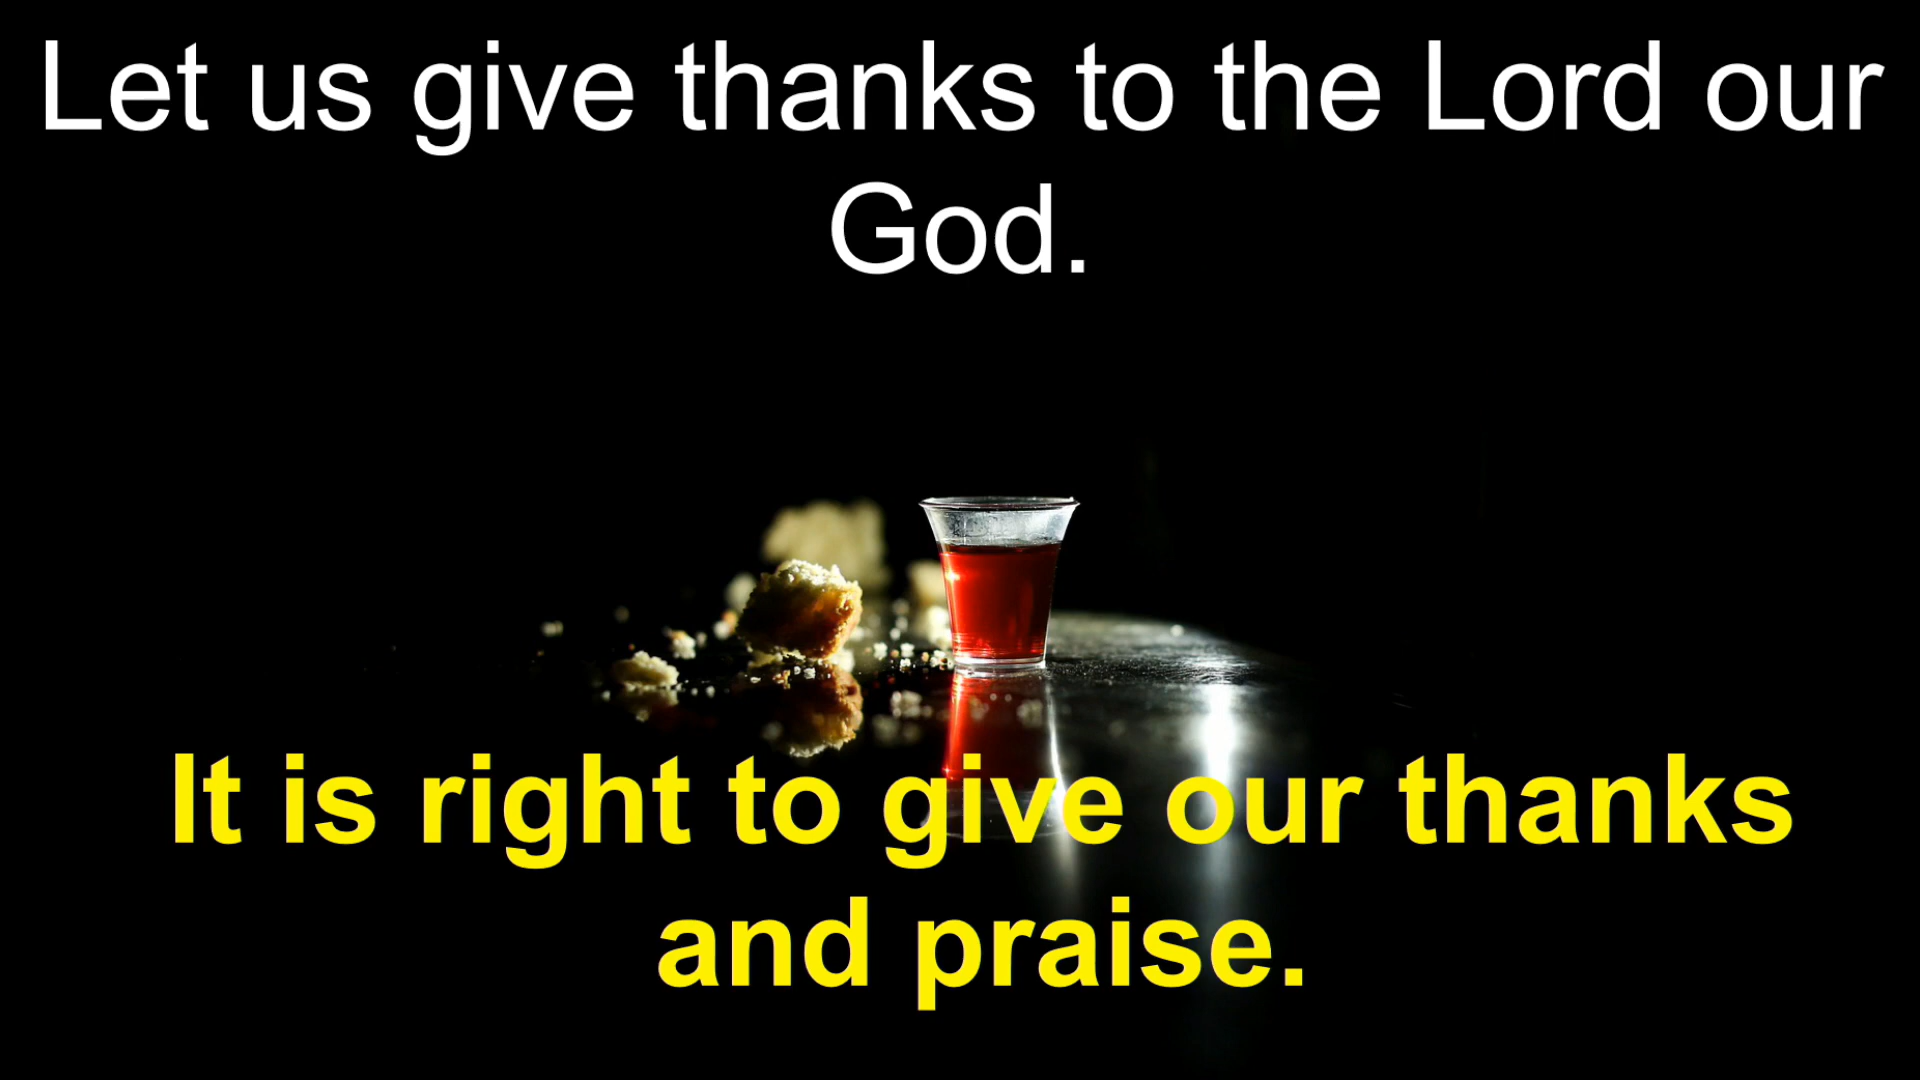 Let us give thanks to the Lord our
God.
It is right to give our thanks
and praise.